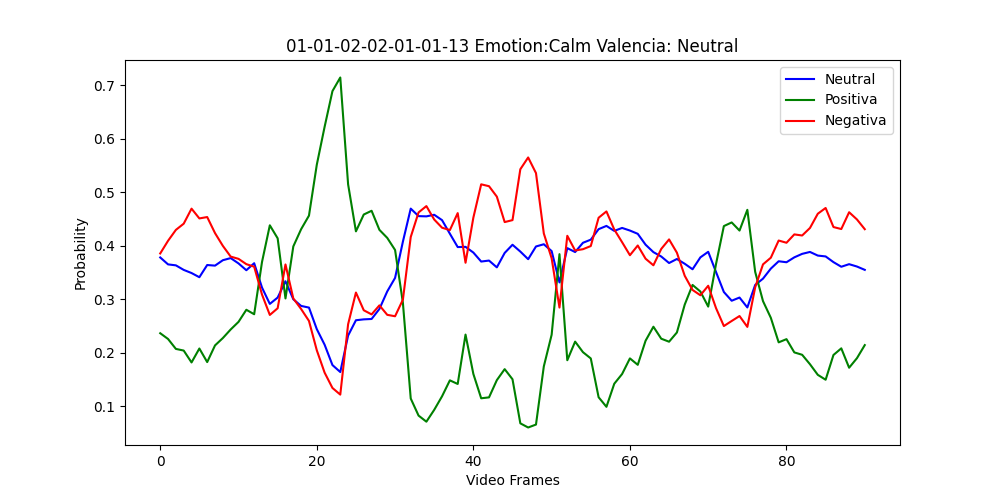 01-01-02-02-01-01-13 Emotion:Calm Valencia: Neutral
Neutral
Positiva
Negativa
Probability
0.7
0.6
0.5
0.4
0.3
0.2
0.1
0 20 40 60 80
Video Frames